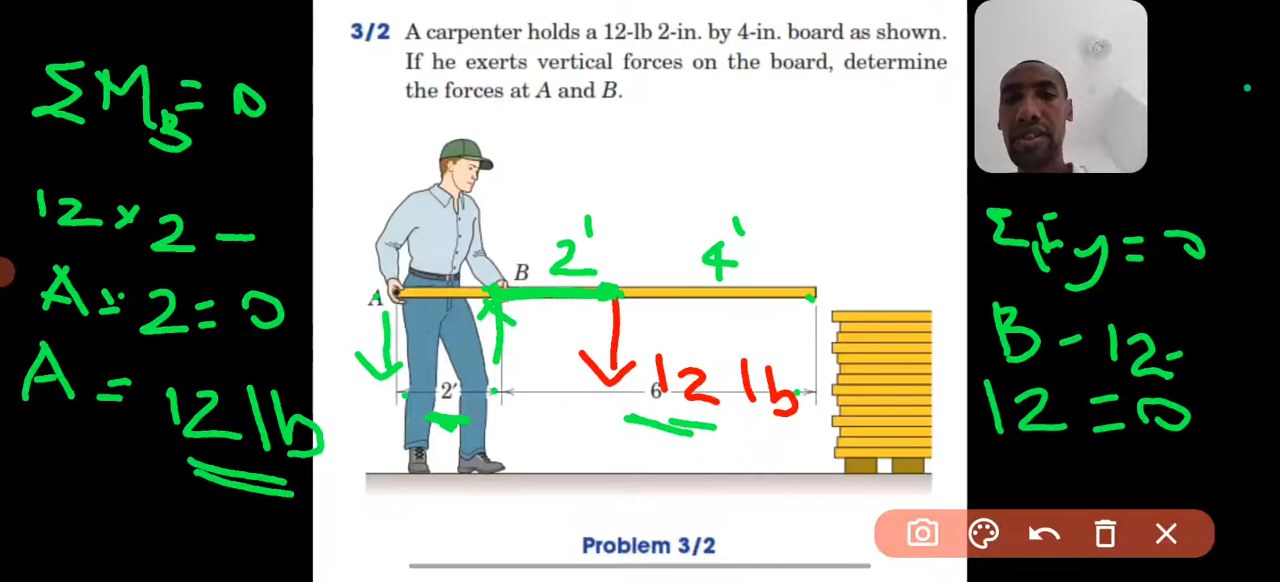 3/2 A carpenter holds a 12-lb 2-in. by 4-in. board as shown.
If he exerts vertical forces on the board, determine
the forces at A and B.
ΣM_B = 0
12 × 2 -
A × 2 = 0
A = 12 lb
A
B
2'
4'
2'
6
12 lb
ΣFy = 0
B - 12 -
12 = 0
Problem 3/2